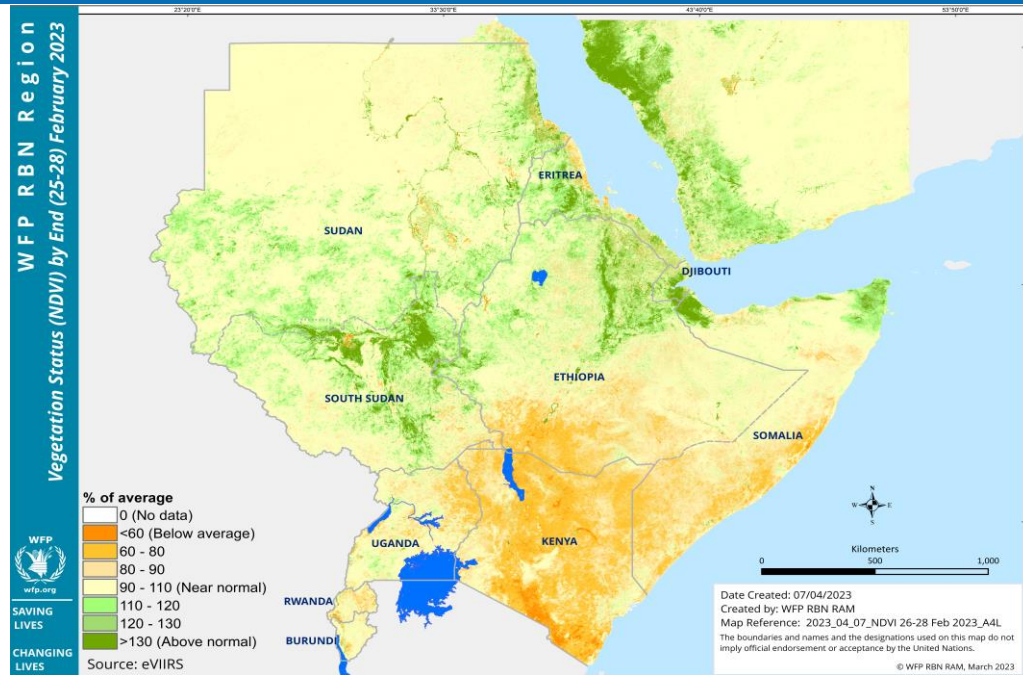 WFP RBN Region
Vegetation Status (NDVI) by End (25-28) February 2023
23°20'0"E
33°30'0"E
43°40'0"E
53°50'0"E
ERITREA
SUDAN
DJIBOUTI
ETHIOPIA
SOUTH SUDAN
SOMALIA
UGANDA
KENYA
RWANDA
BURUNDI
% of average
0 (No data)
<60 (Below average)
60 - 80
80 - 90
90 - 110 (Near normal)
110 - 120
120 - 130
>130 (Above normal)
Source: eVIIRS
WFP
wfp.org
SAVING
LIVES
CHANGING
LIVES
N
W E
S
Kilometers
0 500 1,000
Date Created: 07/04/2023
Created by: WFP RBN RAM
Map Reference: 2023_04_07_NDVI 26-28 Feb 2023_A4L
The boundaries and names and the designations used on this map do not
imply official endorsement or acceptance by the United Nations.
© WFP RBN RAM, March 2023